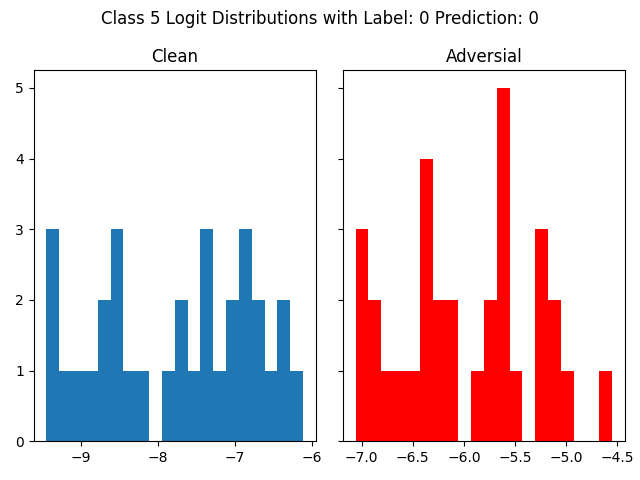 Class 5 Logit Distributions with Label: 0 Prediction: 0
Clean
Adversial
5
4
3
2
1
0
−9 −8 −7 −6
−7.0 −6.5 −6.0 −5.5 −5.0 −4.5